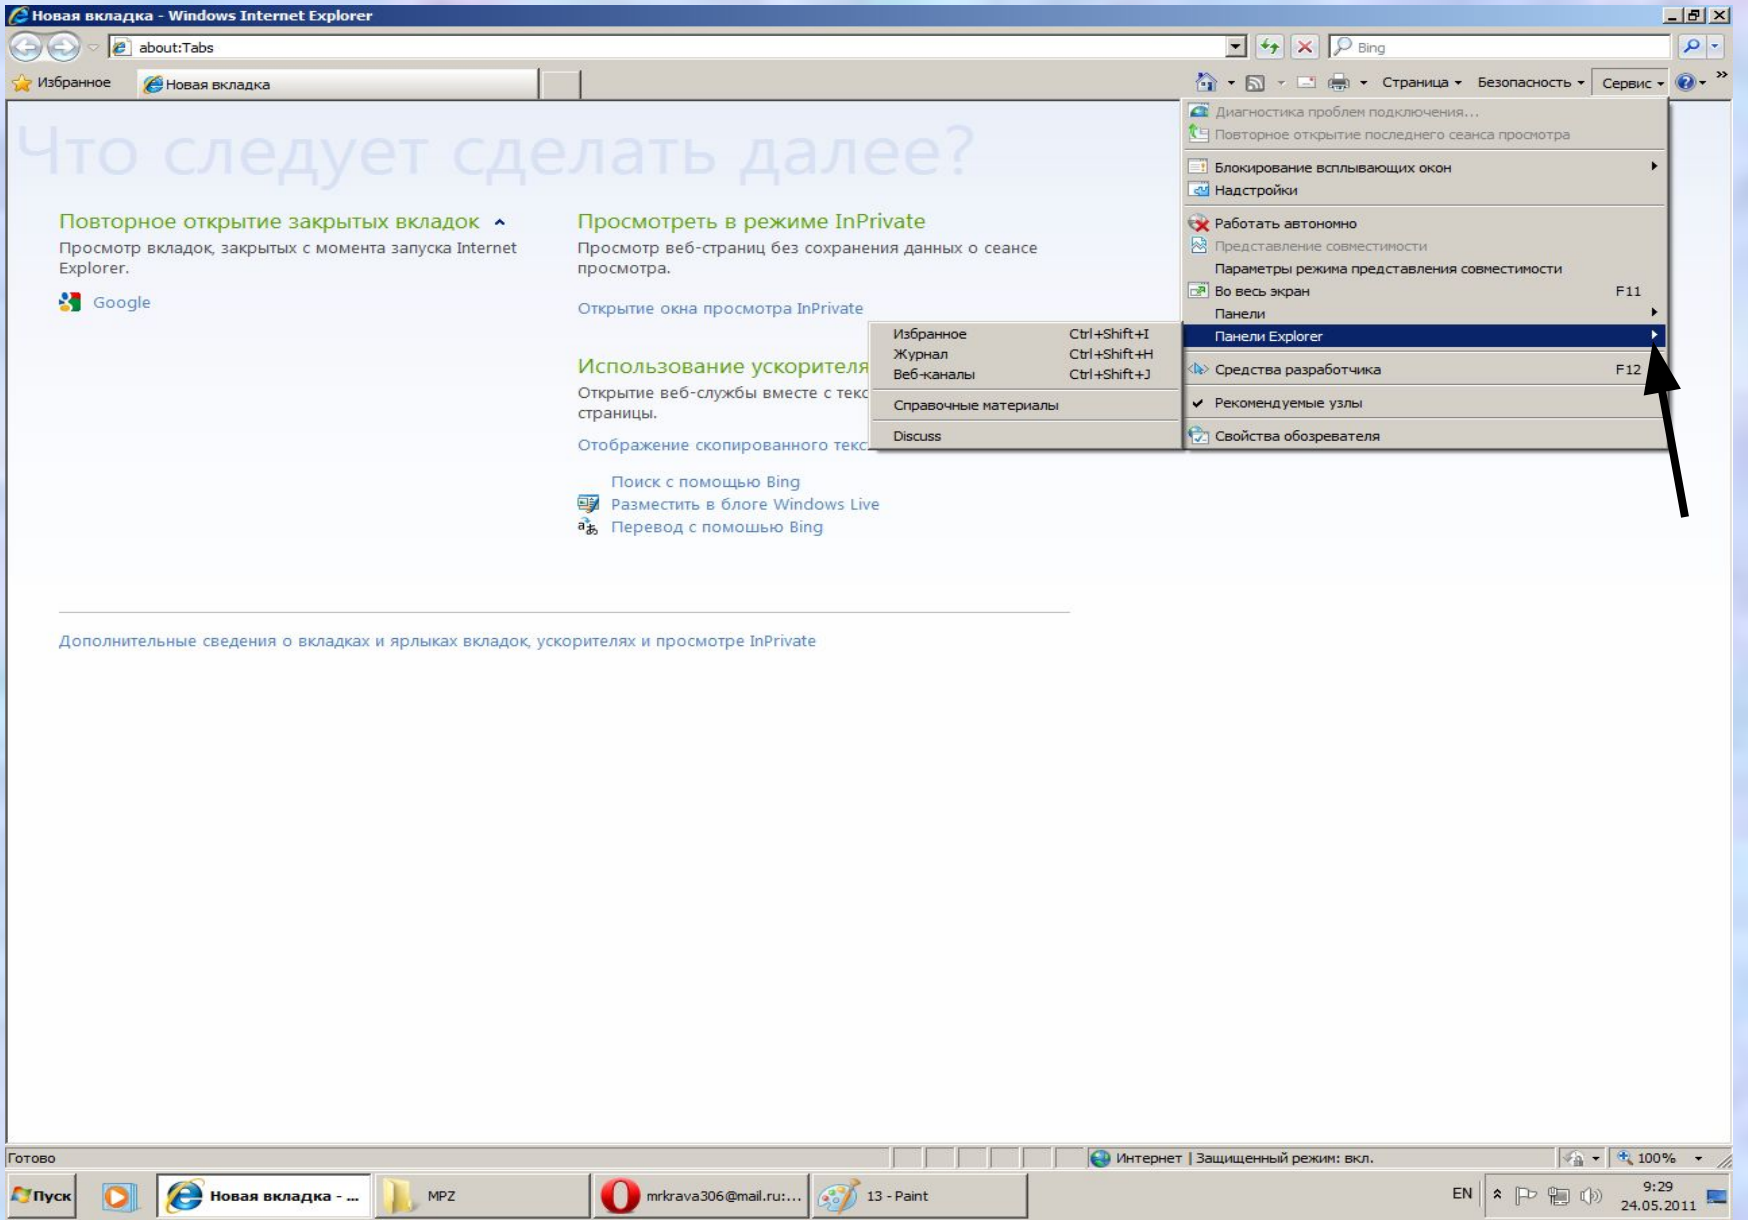 Новая вкладка - Windows Internet Explorer
about:Tabs
Bing
Избранное
Новая вкладка
Страница
Безопасность
Сервис
Что следует сделать далее?
Повторное открытие закрытых вкладок
Просмотр вкладок, закрытых с момента запуска Internet
Explorer.
Google
Просмотреть в режиме InPrivate
Просмотр веб-страниц без сохранения данных о сеансе
просмотра.
Открытие окна просмотра InPrivate
Использование ускорителя
Открытие веб-службы вместе с текс
страницы.
Отображение скопированного текс
Поиск с помощью Bing
Разместить в блоге Windows Live
Перевод с помощью Bing
Дополнительные сведения о вкладках и ярлыках вкладок, ускорителях и просмотре InPrivate
Диагностика проблем подключения...
Повторное открытие последнего сеанса просмотра
Блокирование всплывающих окон
Надстройки
Работать автономно
Представление совместимости
Параметры режима представления совместимости
Во весь экран F11
Панели
Панели Explorer
Средства разработчика F12
Рекомендуемые узлы
Свойства обозревателя
Избранное Ctrl+Shift+I
Журнал Ctrl+Shift+H
Веб-каналы Ctrl+Shift+J
Справочные материалы
Discuss
Готово
Интернет | Защищенный режим: вкл.
100%
Пуск
Новая вкладка - ...
MPZ
mrkrava306@mail.ru:...
13 - Paint
EN
9:29
24.05.2011